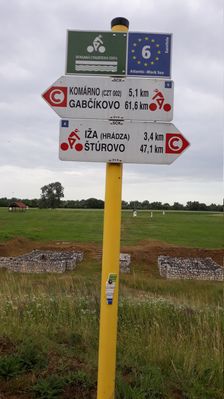 6
Atlantic - Black Sea
KOMÁRNO (CZT 002) 5,1 km
GABČÍKOVO 61,6 km
C
IŽA (HRÁDZA) 3,4 km
ŠTÚROVO 47,1 km
C